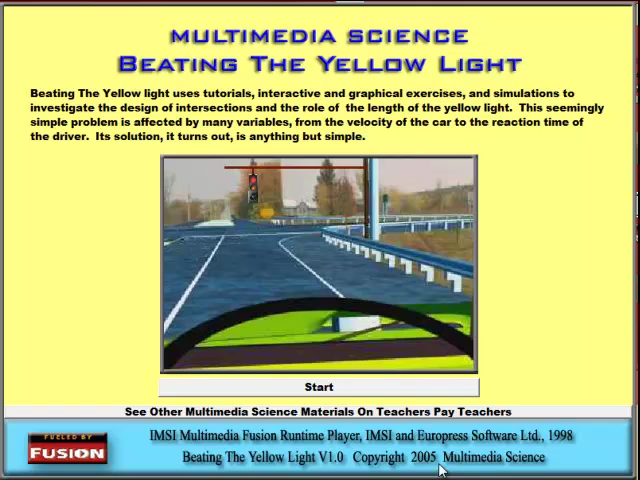 MULTIMEDIA SCIENCE
BEATING THE YELLOW LIGHT
Beating The Yellow light uses tutorials, interactive and graphical exercises, and simulations to
investigate the design of intersections and the role of the length of the yellow light. This seemingly
simple problem is affected by many variables, from the velocity of the car to the reaction time of
the driver. Its solution, it turns out, is anything but simple.
Start
See Other Multimedia Science Materials On Teachers Pay Teachers
FUELED BY
FUSION
IMSI Multimedia Fusion Runtime Player, IMSI and Europress Software Ltd., 1998
Beating The Yellow Light V1.0 Copyright 2005 Multimedia Science